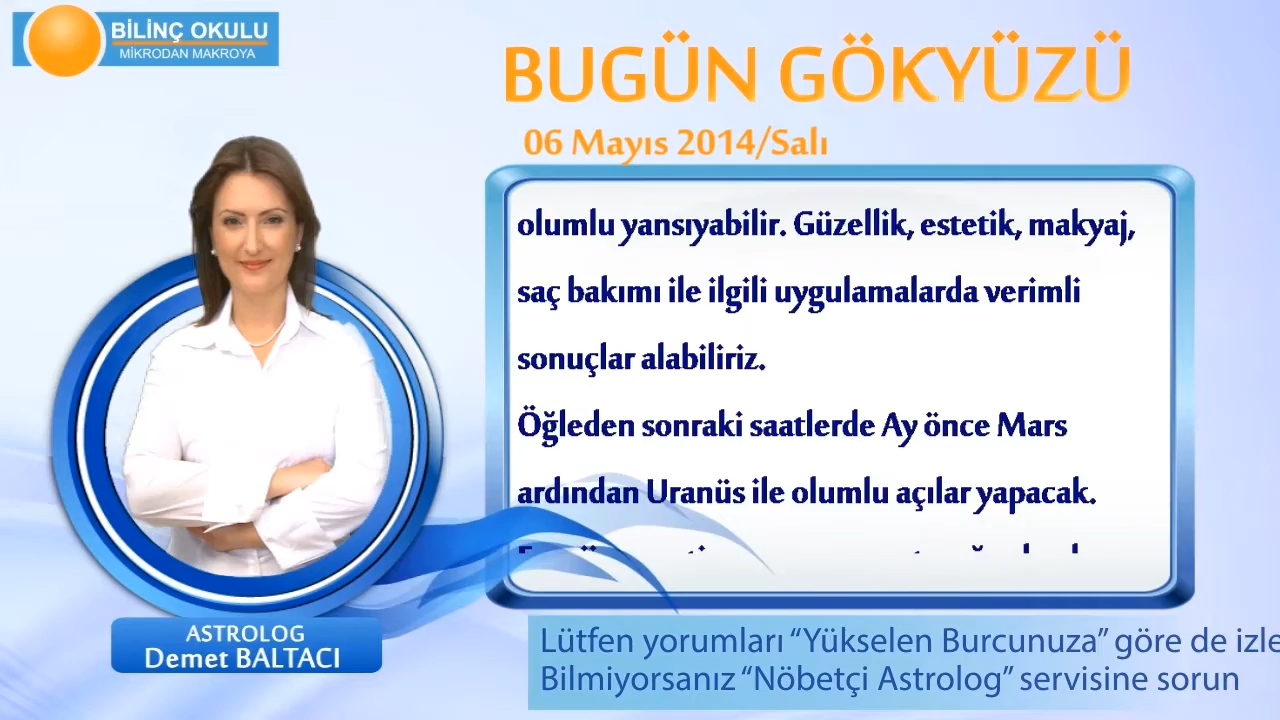 BİLİNÇ OKULU
MİKRODAN MAKROYA
BUGÜN GÖKYÜZÜ
06 Mayıs 2014/Salı
olumlu yansıyabilir. Güzellik, estetik, makyaj,
saç bakımı ile ilgili uygulamalarda verimli
sonuçlar alabiliriz.
Öğleden sonraki saatlerde Ay önce Mars
ardından Uranüs ile olumlu açılar yapacak.
ASTROLOG
Demet BALTACI
Lütfen yorumları “Yükselen Burcunuza” göre de izle
Bilmiyorsanız “Nöbetçi Astrolog” servisine sorun